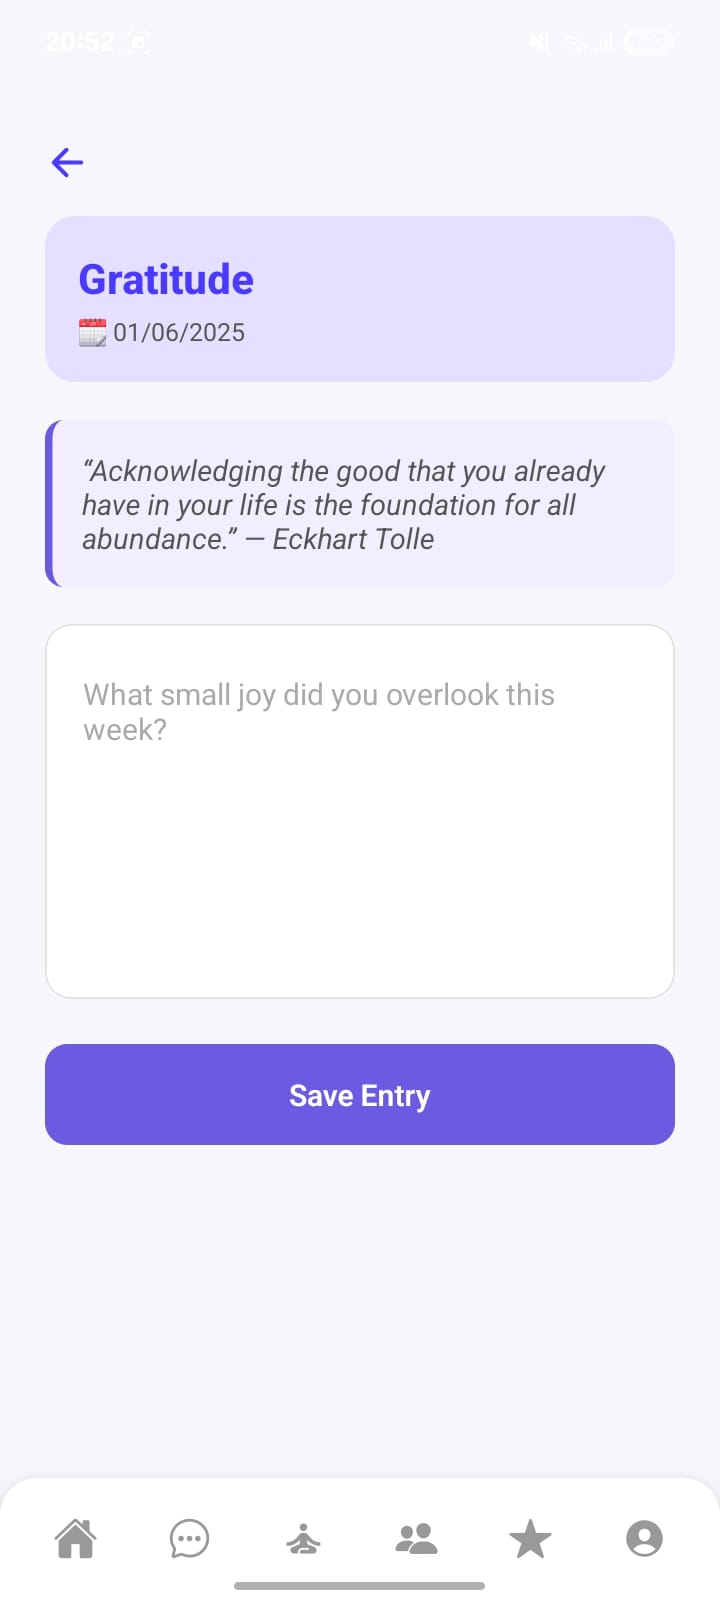 20:52
Gratitude
01/06/2025
“Acknowledging the good that you already
have in your life is the foundation for all
abundance.” — Eckhart Tolle
What small joy did you overlook this
week?
Save Entry